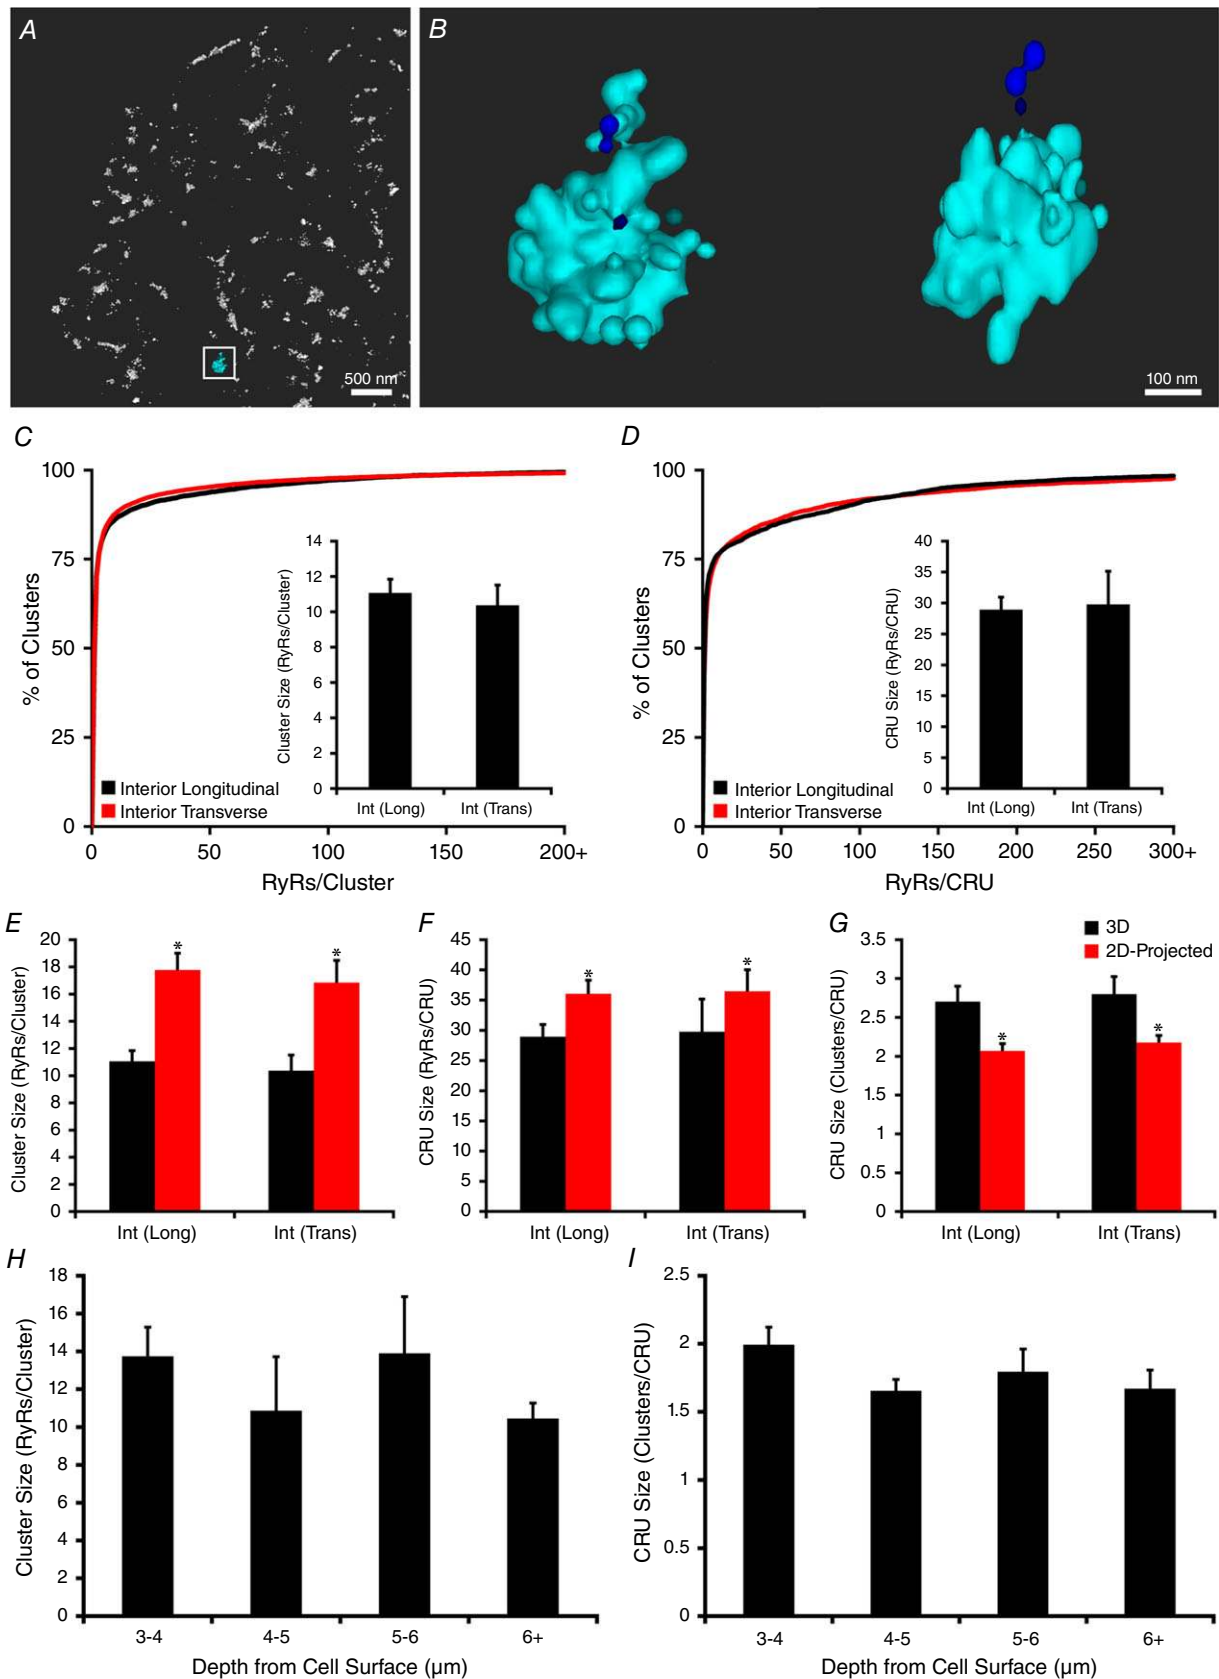 A
500 nm
B
100 nm
C
100
75
50
25
0
% of Clusters
0 50 100 150 200+
RyRs/Cluster
Interior Longitudinal
Interior Transverse
14
12
10
8
6
4
2
0
Cluster Size (RyRs/Cluster)
Int (Long) Int (Trans)
D
100
75
50
25
0
% of Clusters
0 50 100 150 200 250 300+
RyRs/CRU
Interior Longitudinal
Interior Transverse
40
35
30
25
20
15
10
5
0
CRU Size (RyRs/CRU)
Int (Long) Int (Trans)
E
20
18
16
14
12
10
8
6
4
2
0
Cluster Size (RyRs/Cluster)
* *
Int (Long) Int (Trans)
F
45
40
35
30
25
20
15
10
5
0
CRU Size (RyRs/CRU)
* *
Int (Long) Int (Trans)
G
3D
2D-Projected
3.5
3
2.5
2
1.5
1
0.5
0
CRU Size (Clusters/CRU)
* *
Int (Long) Int (Trans)
H
18
16
14
12
10
8
6
4
2
0
Cluster Size (RyRs/Cluster)
3-4 4-5 5-6 6+
Depth from Cell Surface (µm)
I
2.5
2
1.5
1
0.5
0
CRU Size (Clusters/CRU)
3-4 4-5 5-6 6+
Depth from Cell Surface (µm)